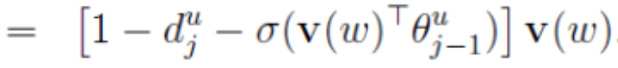 = [1 − d_j^u − σ(v(w)^⊤ θ_{j−1}^u)] v(w).